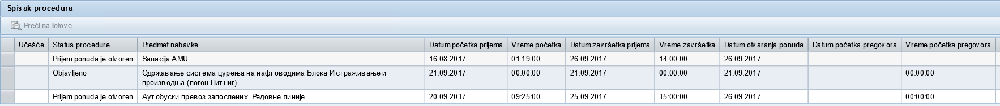 Spisak procedura
Preći na lotove
Učešće Status procedure Predmet nabavke Datum početka prijema Vreme početka Datum završetka prijema Vreme završetka Datum otvaranja ponuda Datum početka pregovora Vreme početka pregovora
Prijem ponuda je otvoren Sanacija AMU 16.08.2017 01:19:00 26.09.2017 14:00:00 26.09.2017
Objavljeno Одржавање система цурења на нафтоводима Блока Истраживање и 21.09.2017 00:00:00 21.09.2017 00:00:00 21.09.2017 00:00:00
производња (погон Питниг)
Prijem ponuda je otvoren Аутобуски превоз запослених. Редовне линије. 20.09.2017 09:25:00 25.09.2017 15:00:00 26.09.2017 00:00:00